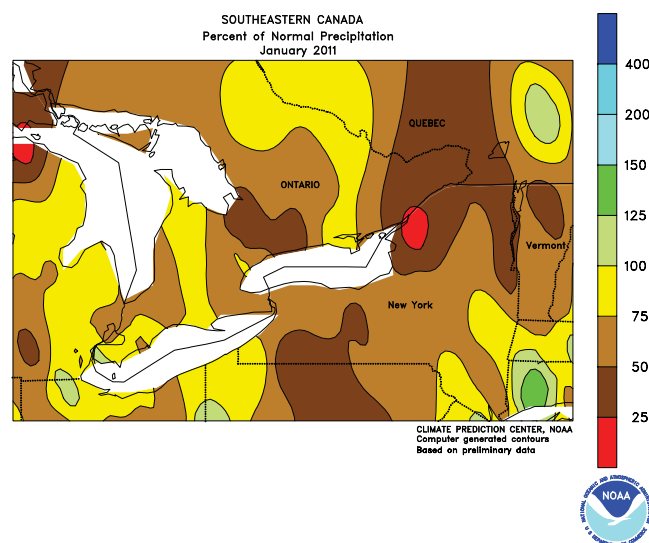 SOUTHEASTERN CANADA
Percent of Normal Precipitation
January 2011
QUEBEC
ONTARIO
Vermont
New York
400
200
150
125
100
75
50
25
CLIMATE PREDICTION CENTER, NOAA
Computer generated contours
Based on preliminary data
NOAA